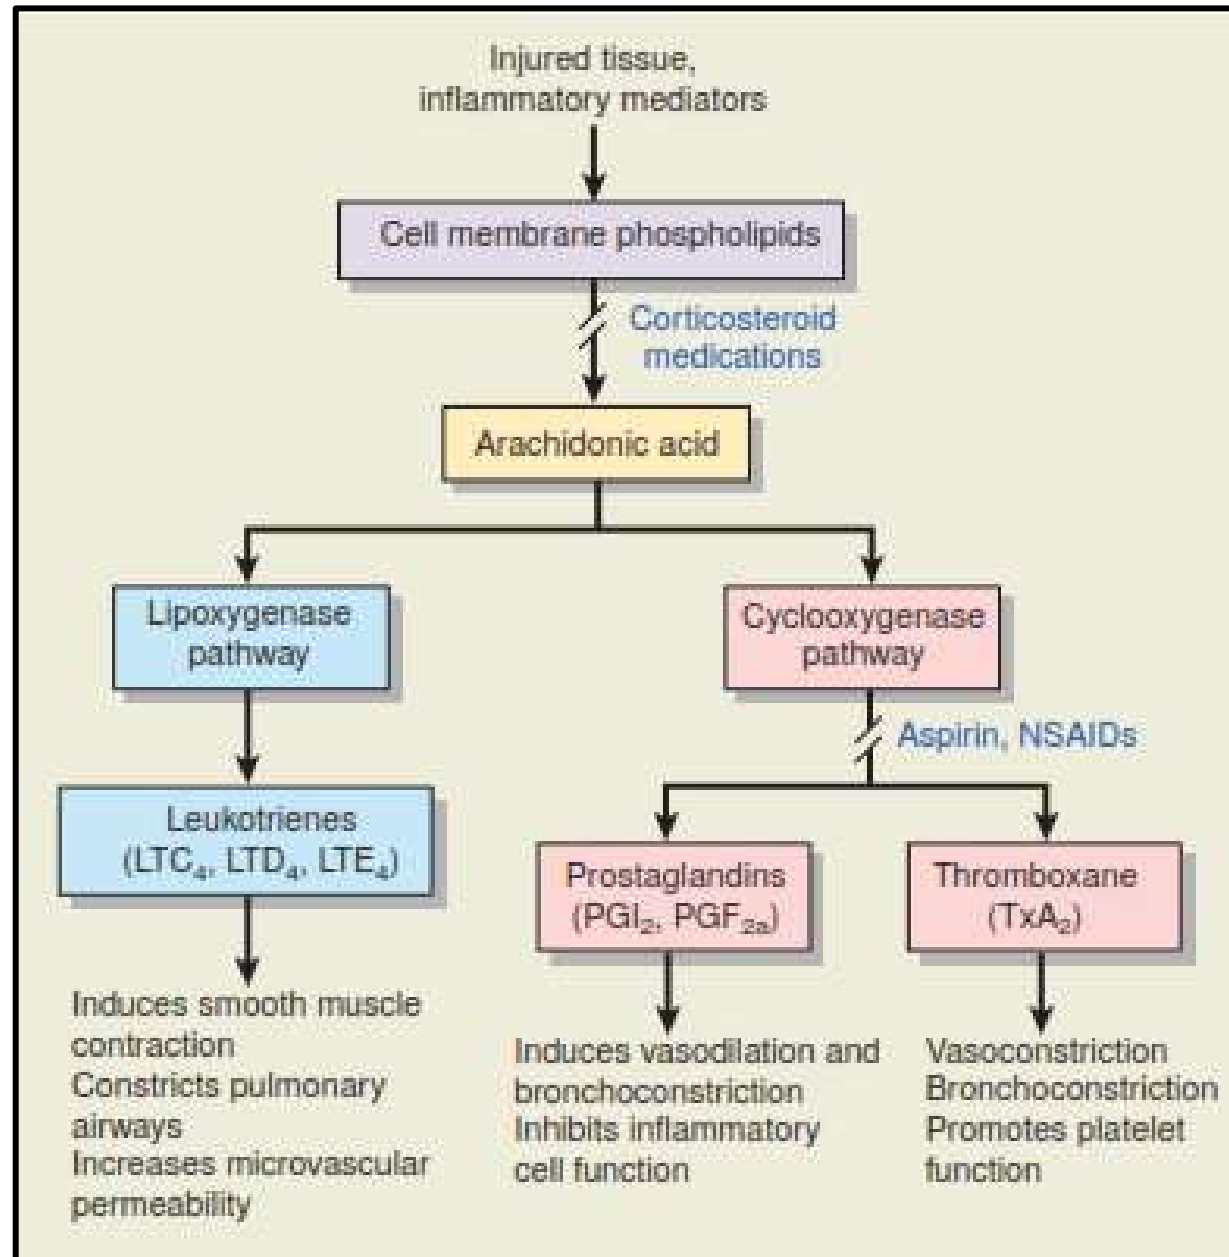 Injured tissue,
inflammatory mediators
Cell membrane phospholipids
Corticosteroid
medications
Arachidonic acid
Lipoxygenase
pathway
Cyclooxygenase
pathway
Aspirin, NSAIDs
Leukotrienes
(LTC₄, LTD₄, LTE₄)
Prostaglandins
(PGI₂, PGF₂ₐ)
Thromboxane
(TxA₂)
Induces smooth muscle
contraction
Constricts pulmonary
airways
Increases microvascular
permeability
Induces vasodilation and
bronchoconstriction
Inhibits inflammatory
cell function
Vasoconstriction
Bronchoconstriction
Promotes platelet
function